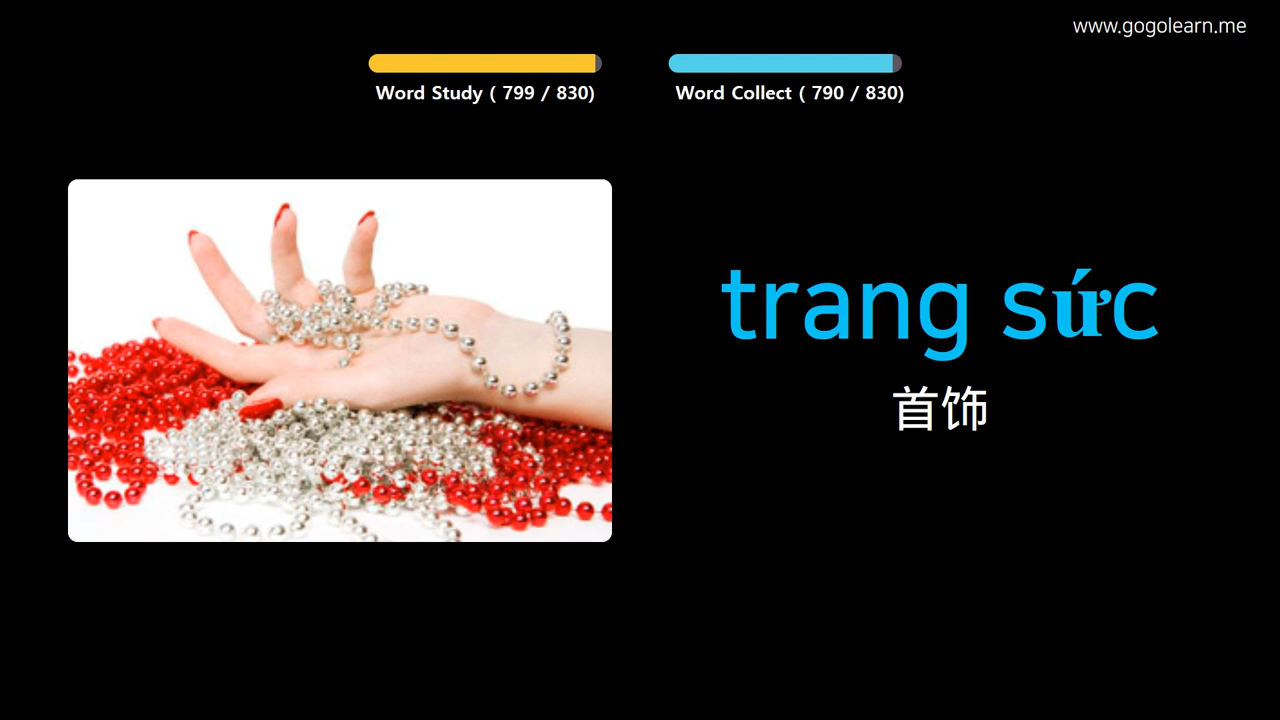 www.gogolearn.me
Word Study ( 799 / 830)
Word Collect ( 790 / 830)
trang sức
首饰